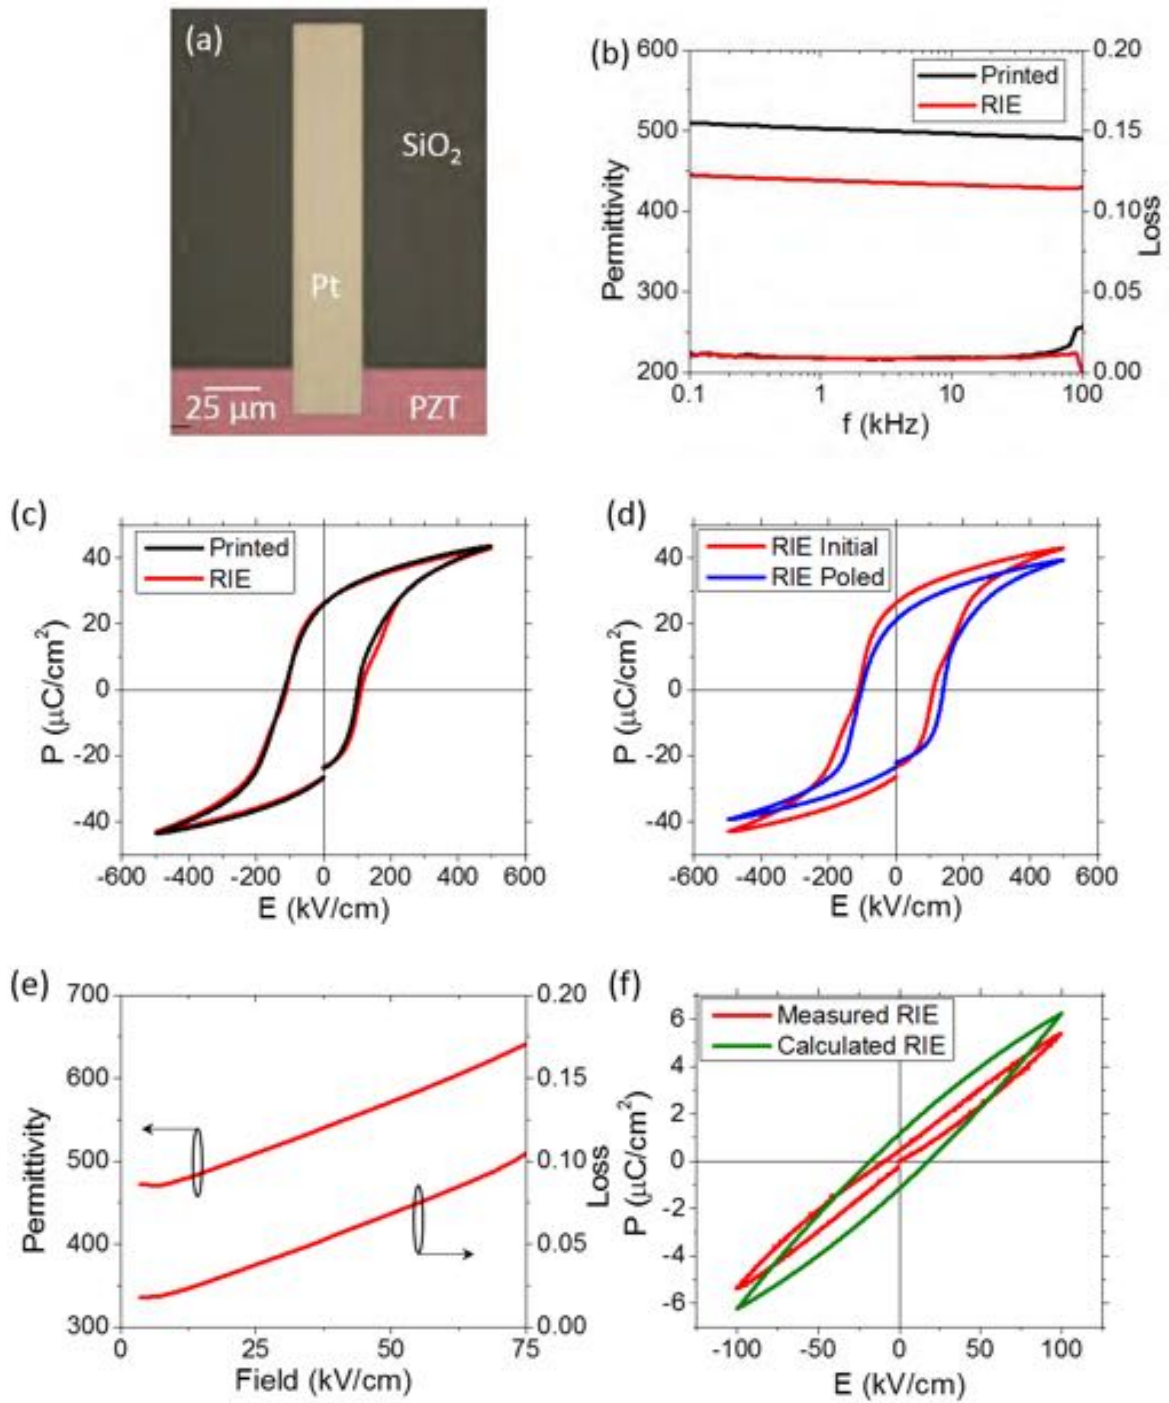 (a)
SiO2
Pt
25 μm
PZT
(b)
600
500
400
300
200
Permittivity
0.20
0.15
0.10
0.05
0.00
Loss
Printed
RIE
0.1 1 10 100
f (kHz)
(c)
40
20
0
-20
-40
P (μC/cm2)
Printed
RIE
-600 -400 -200 0 200 400 600
E (kV/cm)
(d)
40
20
0
-20
-40
P (μC/cm2)
RIE Initial
RIE Poled
-600 -400 -200 0 200 400 600
E (kV/cm)
(e)
700
600
500
400
300
Permittivity
0.20
0.15
0.10
0.05
0.00
Loss
0 25 50 75
Field (kV/cm)
(f)
6
4
2
0
-2
-4
-6
P (μC/cm2)
Measured RIE
Calculated RIE
-100 -50 0 50 100
E (kV/cm)